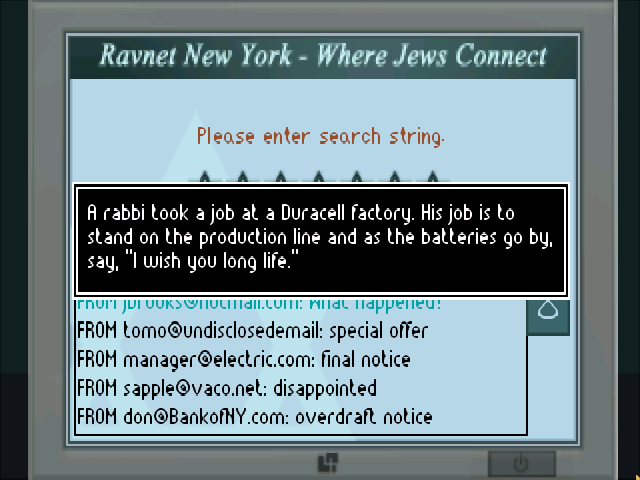 Ravnet New York - Where Jews Connect
Please enter search string.
A rabbi took a job at a Duracell factory. His job is to
stand on the production line and as the batteries go by,
say, "I wish you long life."
FROM jbrooks@hotmail.com: What happened?
FROM tomo@undisclosedemail: special offer
FROM manager@electric.com: final notice
FROM sapple@vaco.net: disappointed
FROM don@BankofNY.com: overdraft notice